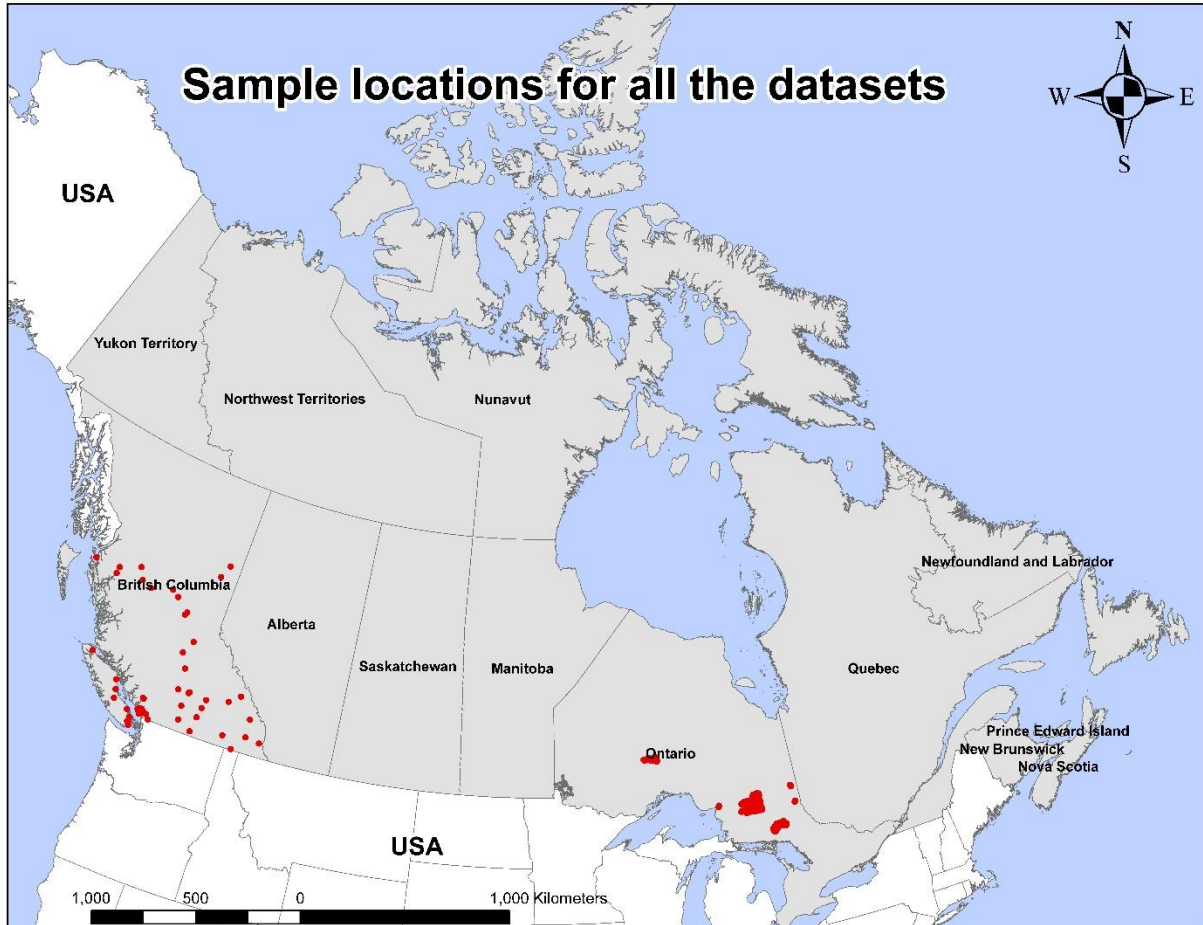 Sample locations for all the datasets
N
W E
S
USA
Yukon Territory
Northwest Territories
Nunavut
British Columbia
Newfoundland and Labrador
Alberta
Saskatchewan
Manitoba
Quebec
Ontario
Prince Edward Island
New Brunswick
Nova Scotia
USA
1,000 500 0 1,000 Kilometers